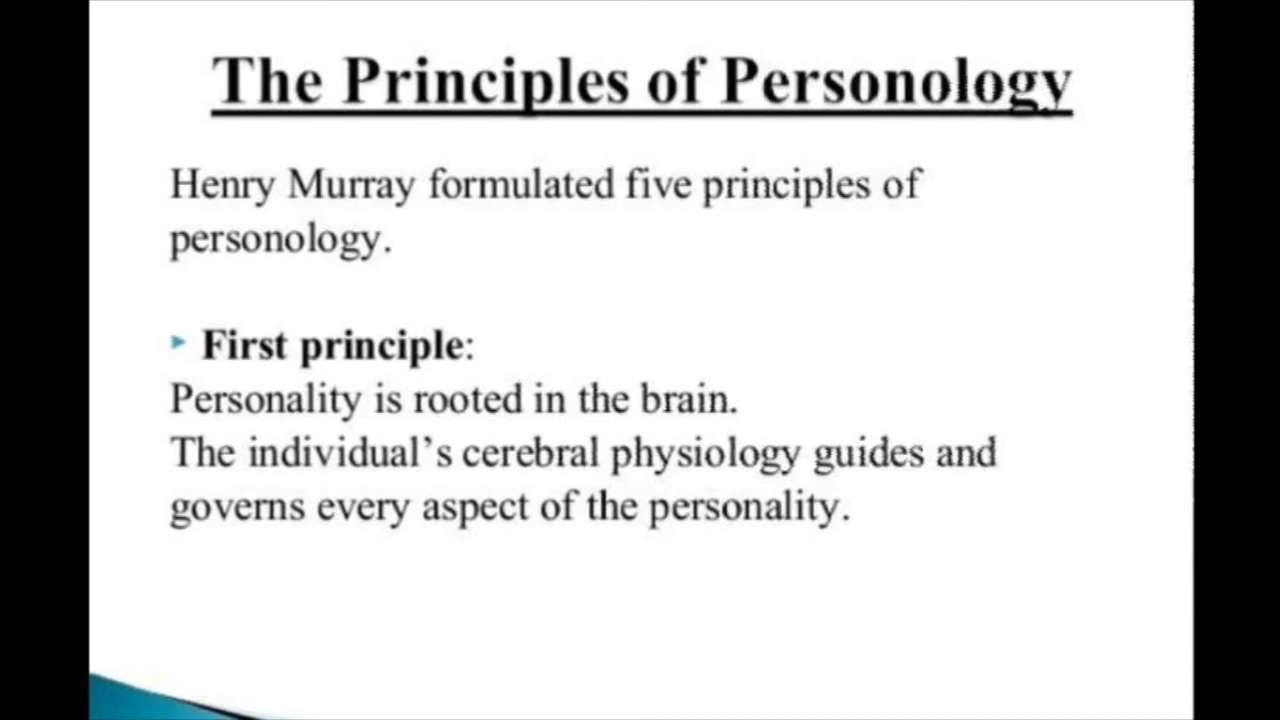 The Principles of Personology
Henry Murray formulated five principles of
personology.
First principle:
Personality is rooted in the brain.
The individual’s cerebral physiology guides and
governs every aspect of the personality.